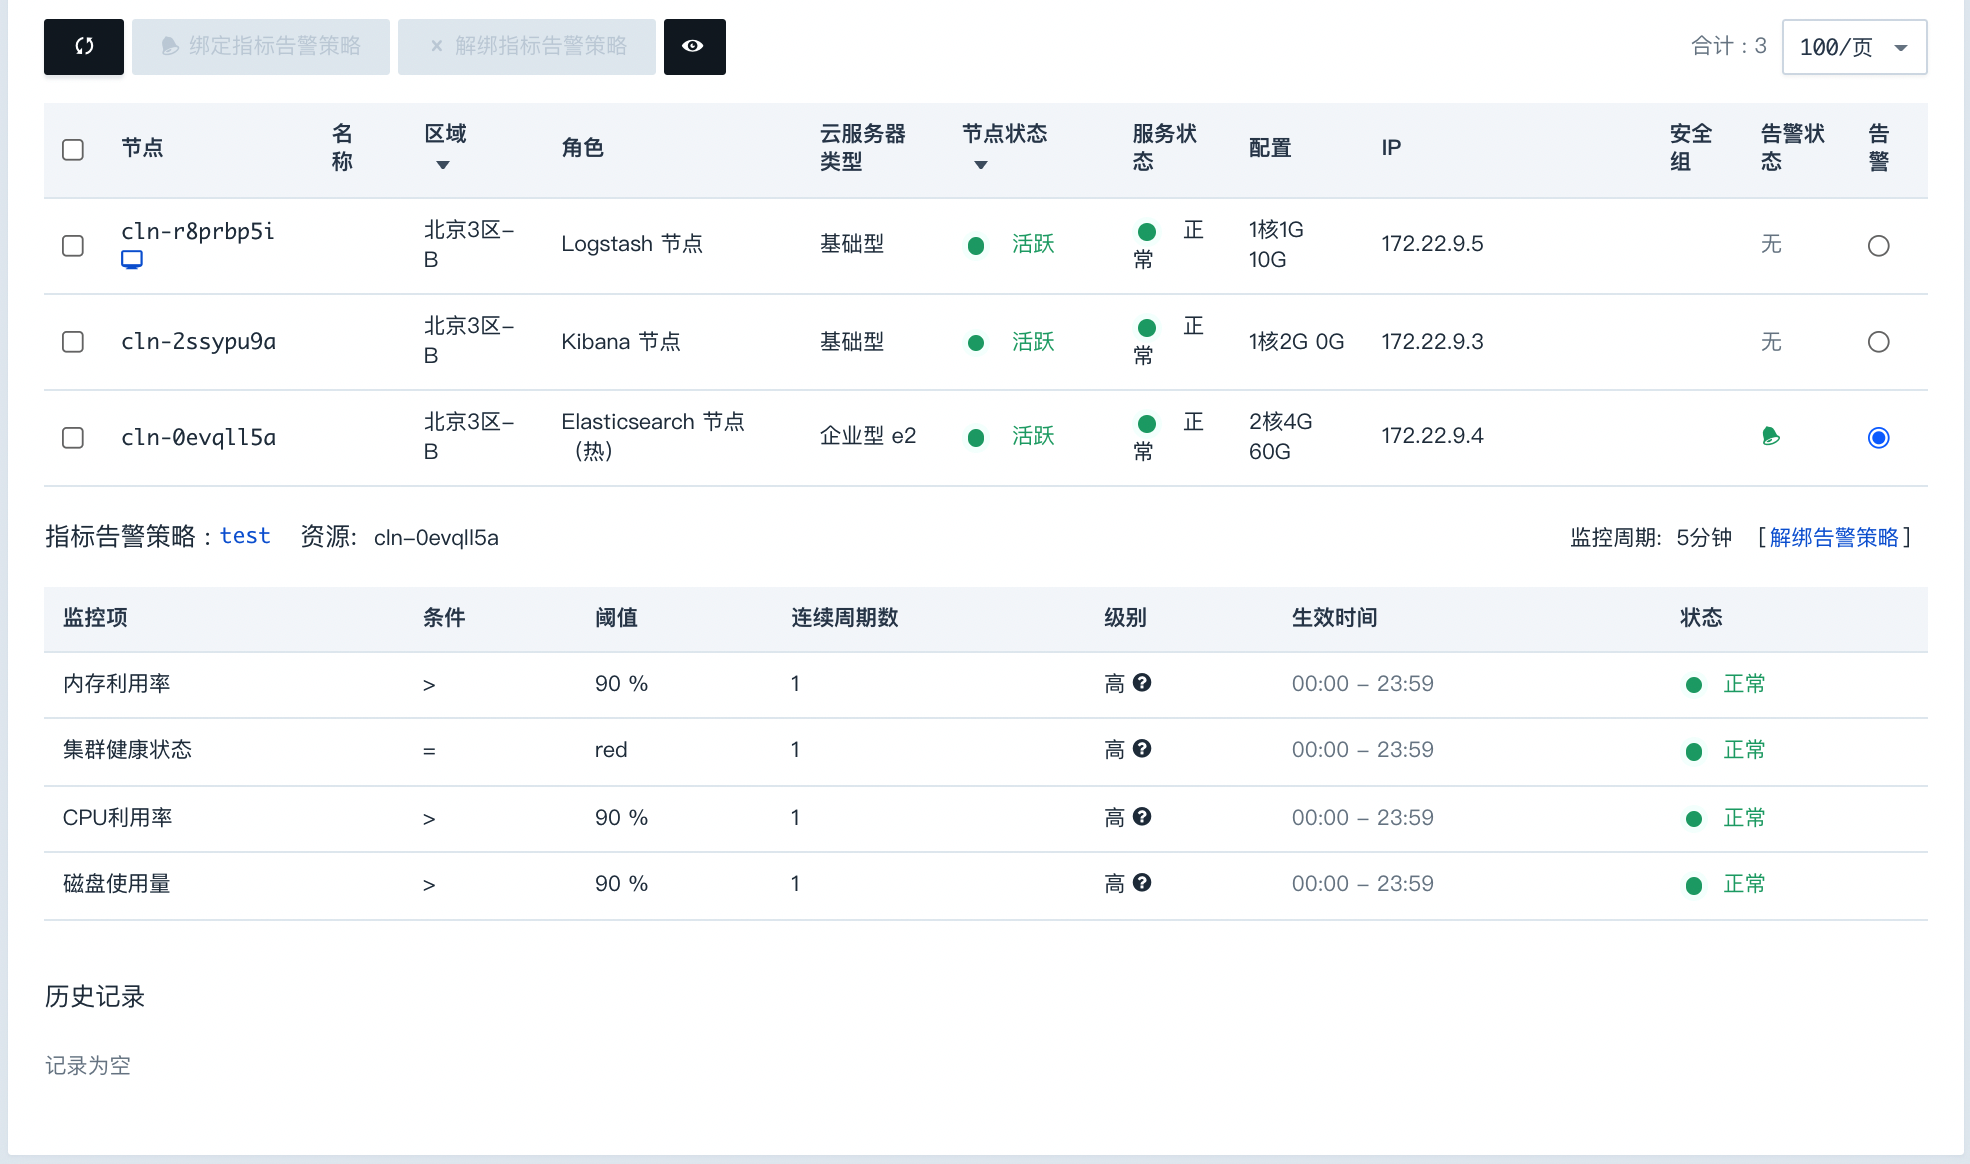 绑定指标告警策略 × 解绑指标告警策略 合计：3 100/页
节点 名称 区域 角色 云服务器类型 节点状态 服务状态 配置 IP 安全组 告警状态 告警
cln-r8prbp5i 北京3区-B Logstash 节点 基础型 活跃 正常 1核1G 10G 172.22.9.5 无
cln-2ssypu9a 北京3区-B Kibana 节点 基础型 活跃 正常 1核2G 0G 172.22.9.3 无
cln-0evqll5a 北京3区-B Elasticsearch 节点（热） 企业型 e2 活跃 正常 2核4G 60G 172.22.9.4
指标告警策略：test 资源: cln-0evqll5a 监控周期: 5分钟 [解绑告警策略]
监控项 条件 阈值 连续周期数 级别 生效时间 状态
内存利用率 > 90 % 1 高 ? 00:00 - 23:59 正常
集群健康状态 = red 1 高 ? 00:00 - 23:59 正常
CPU利用率 > 90 % 1 高 ? 00:00 - 23:59 正常
磁盘使用量 > 90 % 1 高 ? 00:00 - 23:59 正常
历史记录
记录为空